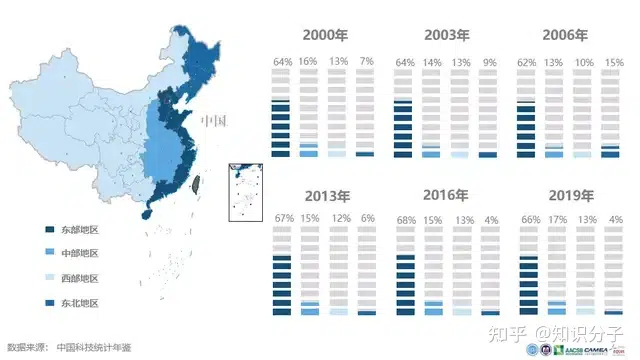 2000年
2003年
2006年
64% 16% 13% 7%
64% 14% 13% 9%
62% 13% 10% 15%
中国
2013年
2016年
2019年
67% 15% 12% 6%
68% 15% 13% 4%
66% 17% 13% 4%
东部地区
中部地区
西部地区
东北地区
数据来源： 中国科技统计年鉴
知乎 @知识分子
AACSB